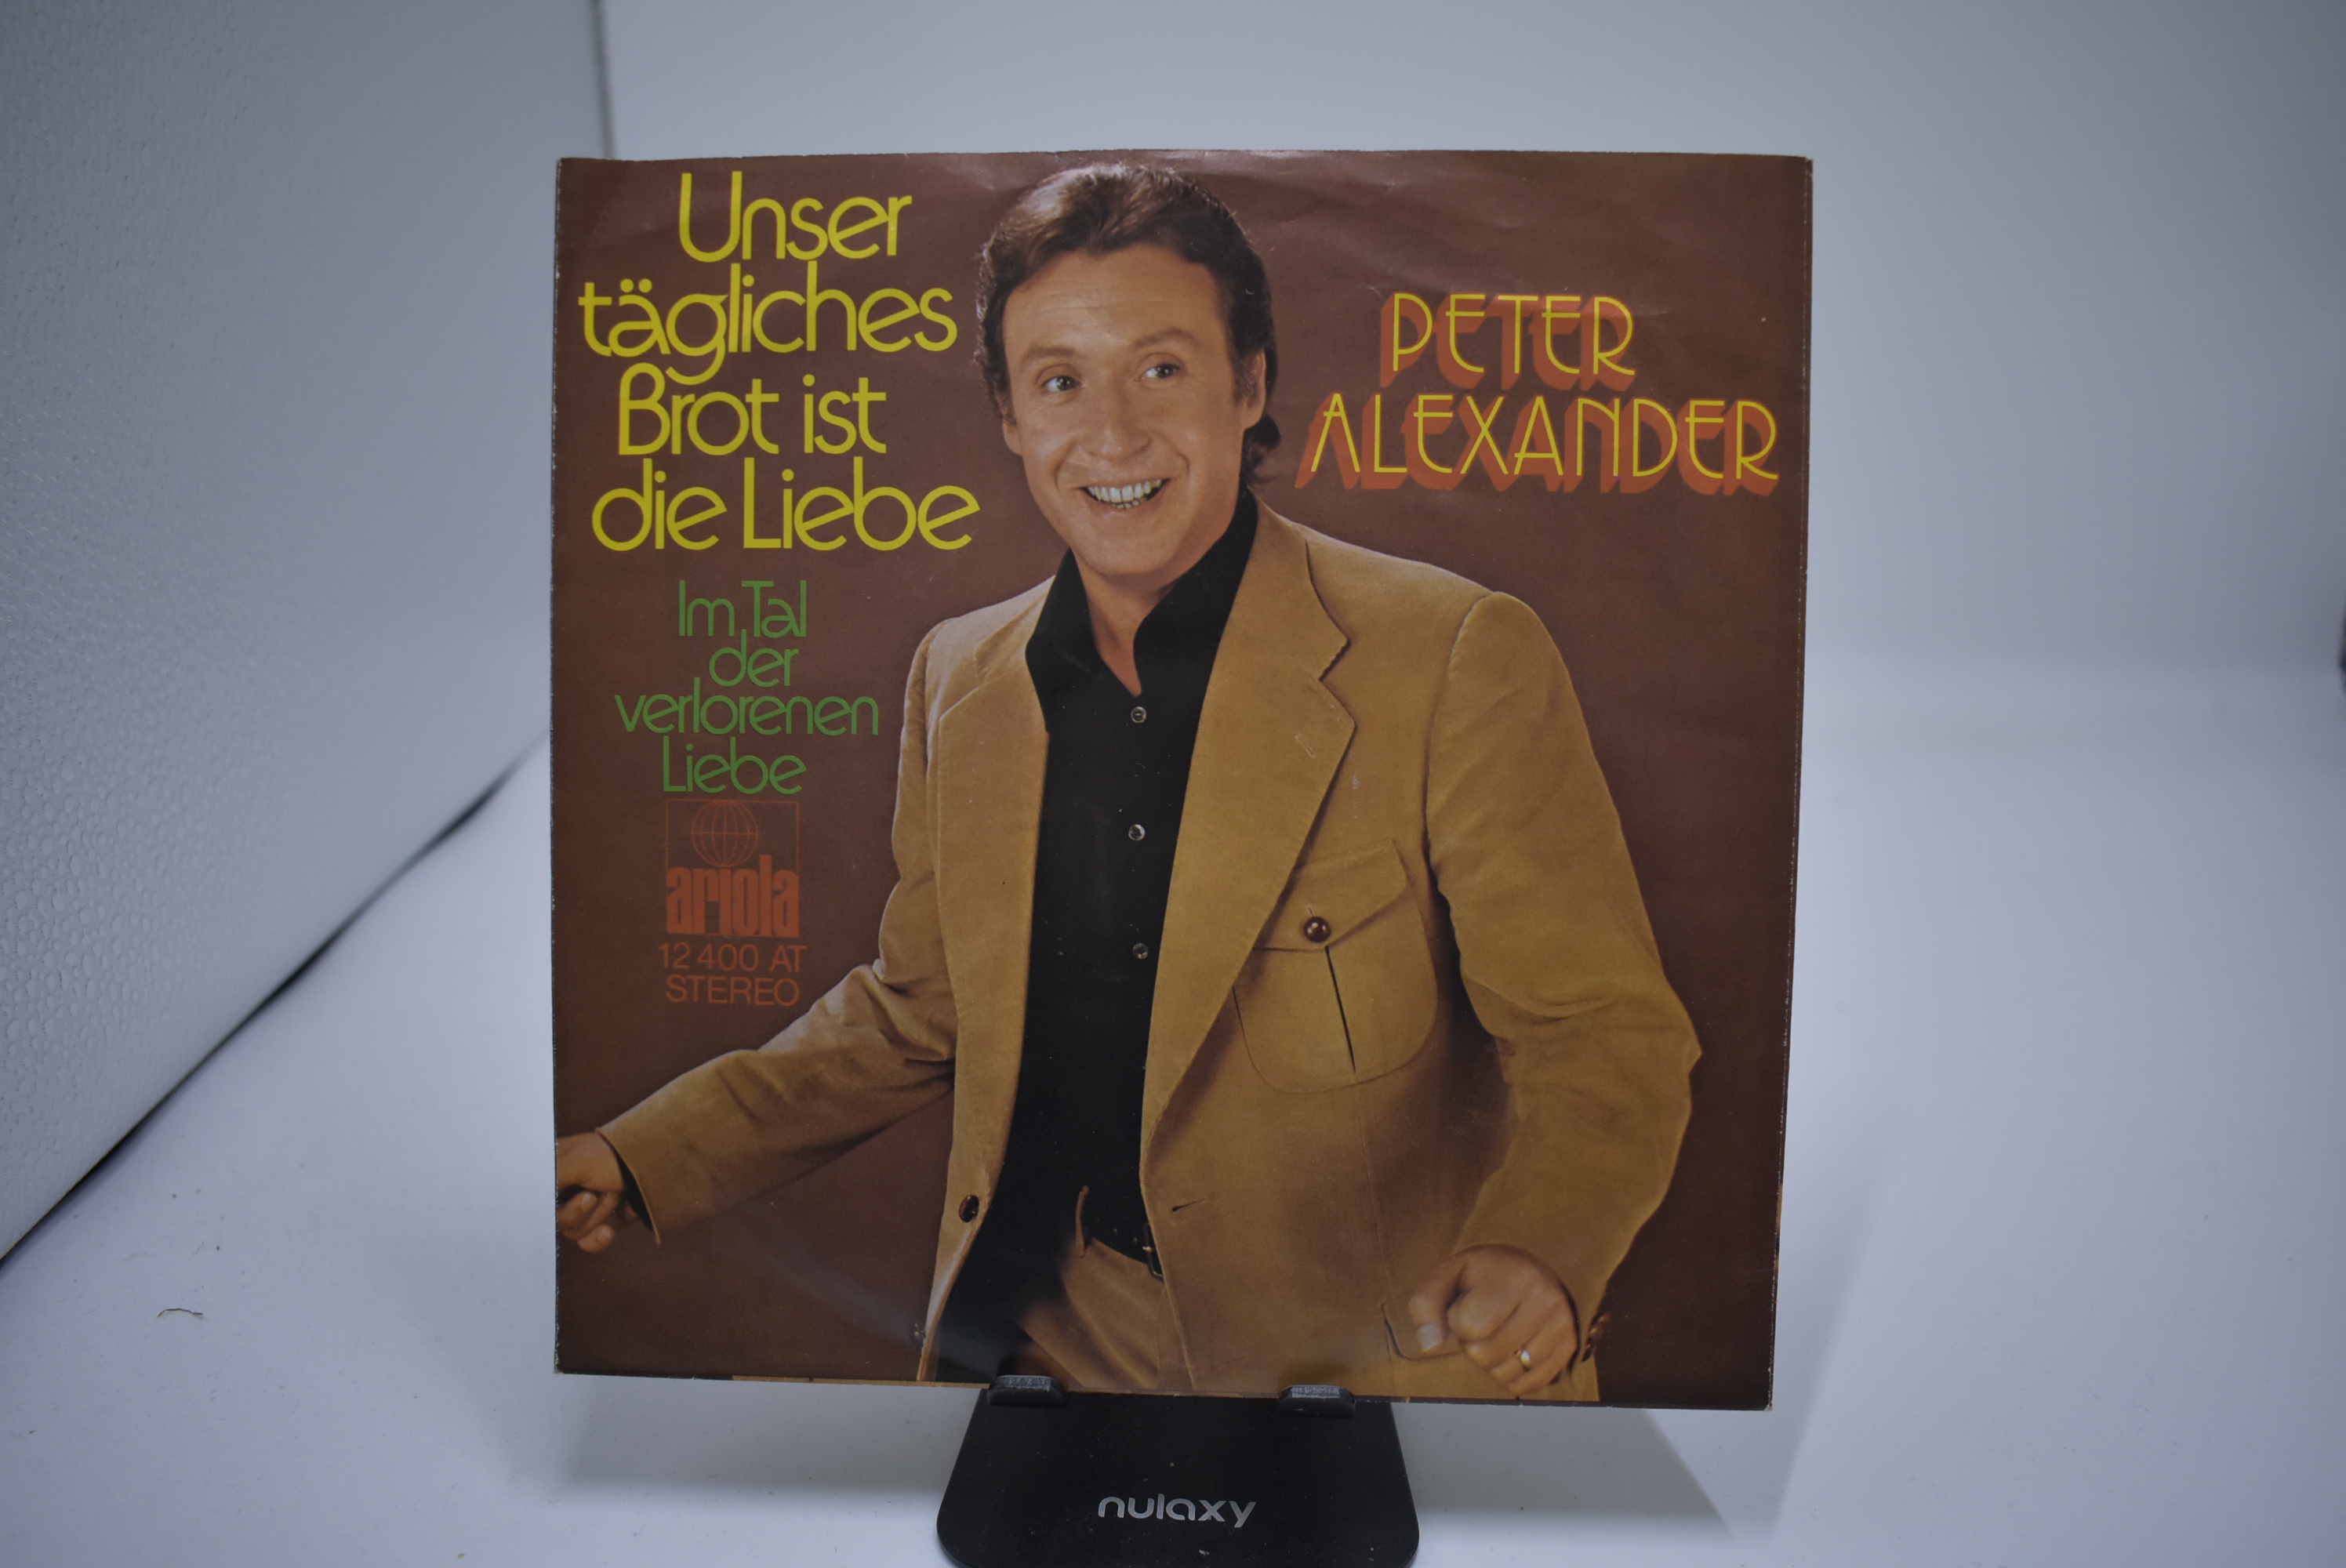 Unser
tägliches
Brot ist
die Liebe
PETER
ALEXANDER
Im Tal
der
verlorenen
Liebe
ariola
12 400 AT
STEREO
nulaxy